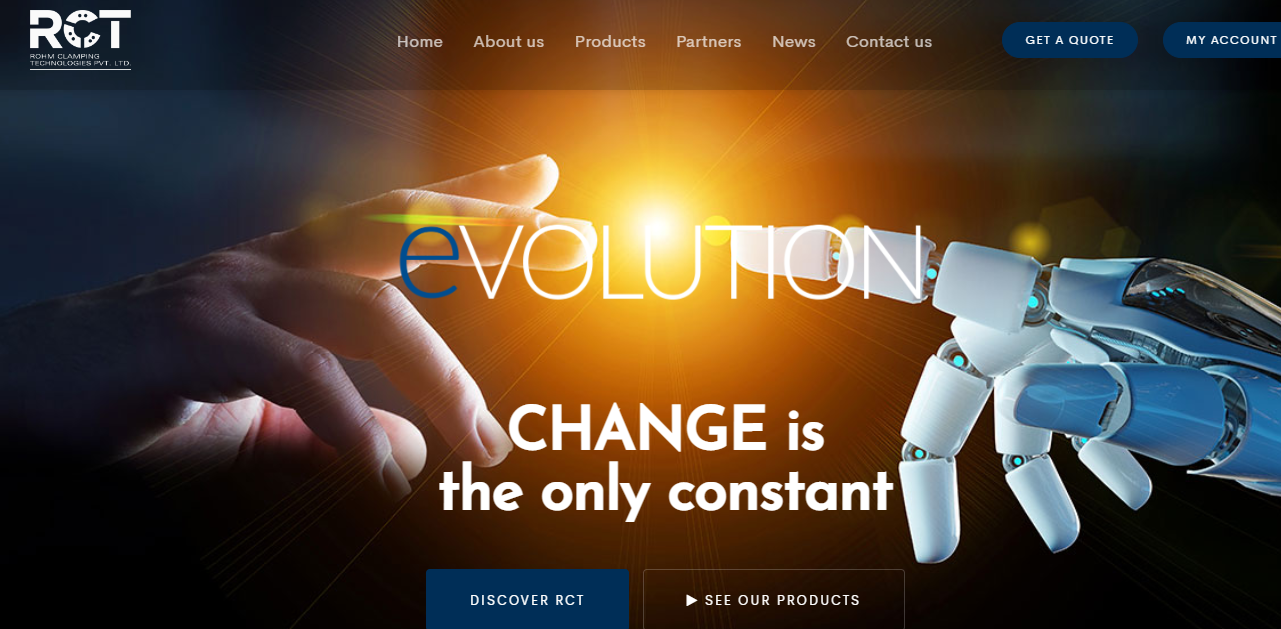 RCT
ROHM CLAMPING
TECHNOLOGIES PVT. LTD.
Home About us Products Partners News Contact us
GET A QUOTE
MY ACCOUNT
eVOLUTION
CHANGE is
the only constant
DISCOVER RCT
▶ SEE OUR PRODUCTS